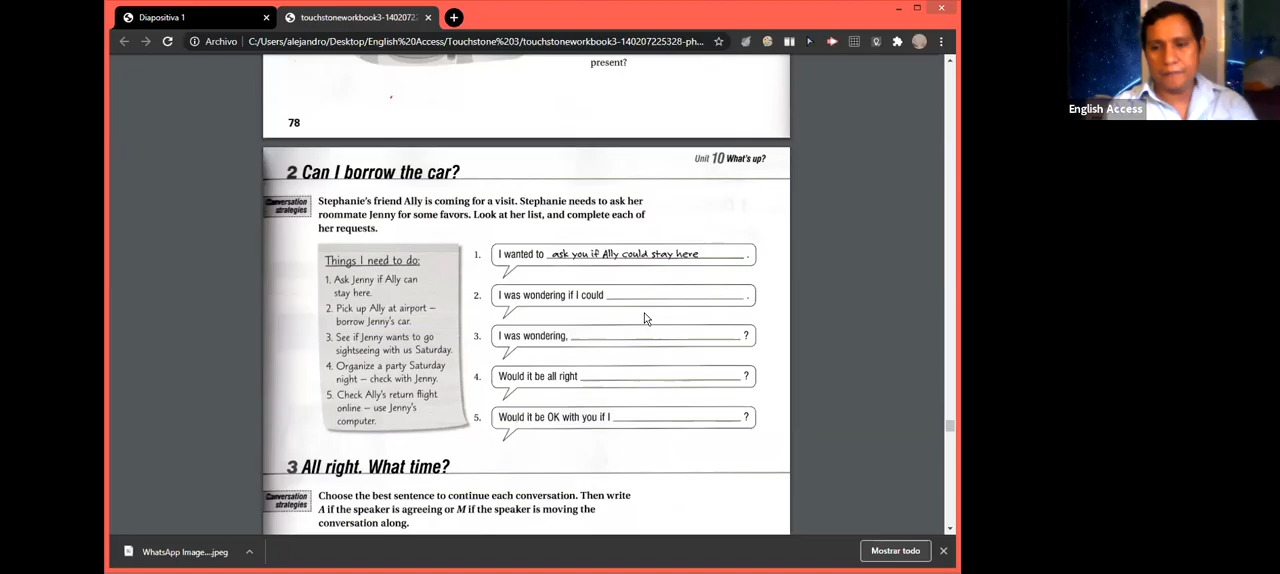 Diapositiva 1
touchstoneworkbook3-140207225
Archivo
C:/Users/alejandro/Desktop/English%20Access/Touchstone%203/touchstoneworkbook3-140207225328-ph...
English Access
present?
78
Unit 10 What's up?
2 Can I borrow the car?
Conversation
strategies
Stephanie's friend Ally is coming for a visit. Stephanie needs to ask her
roommate Jenny for some favors. Look at her list, and complete each of
her requests.
Things I need to do:
1. Ask Jenny if Ally can
stay here.
2. Pick up Ally at airport –
borrow Jenny's car.
3. See if Jenny wants to go
sightseeing with us Saturday.
4. Organize a party Saturday
night – check with Jenny.
5. Check Ally's return flight
online – use Jenny's
computer.
1. I wanted to ask you if Ally could stay here .
2. I was wondering if I could .
3. I was wondering, ?
4. Would it be all right ?
5. Would it be OK with you if I ?
3 All right. What time?
Conversation
strategies
Choose the best sentence to continue each conversation. Then write
A if the speaker is agreeing or M if the speaker is moving the
conversation along.
WhatsApp Image....jpeg
Mostrar todo